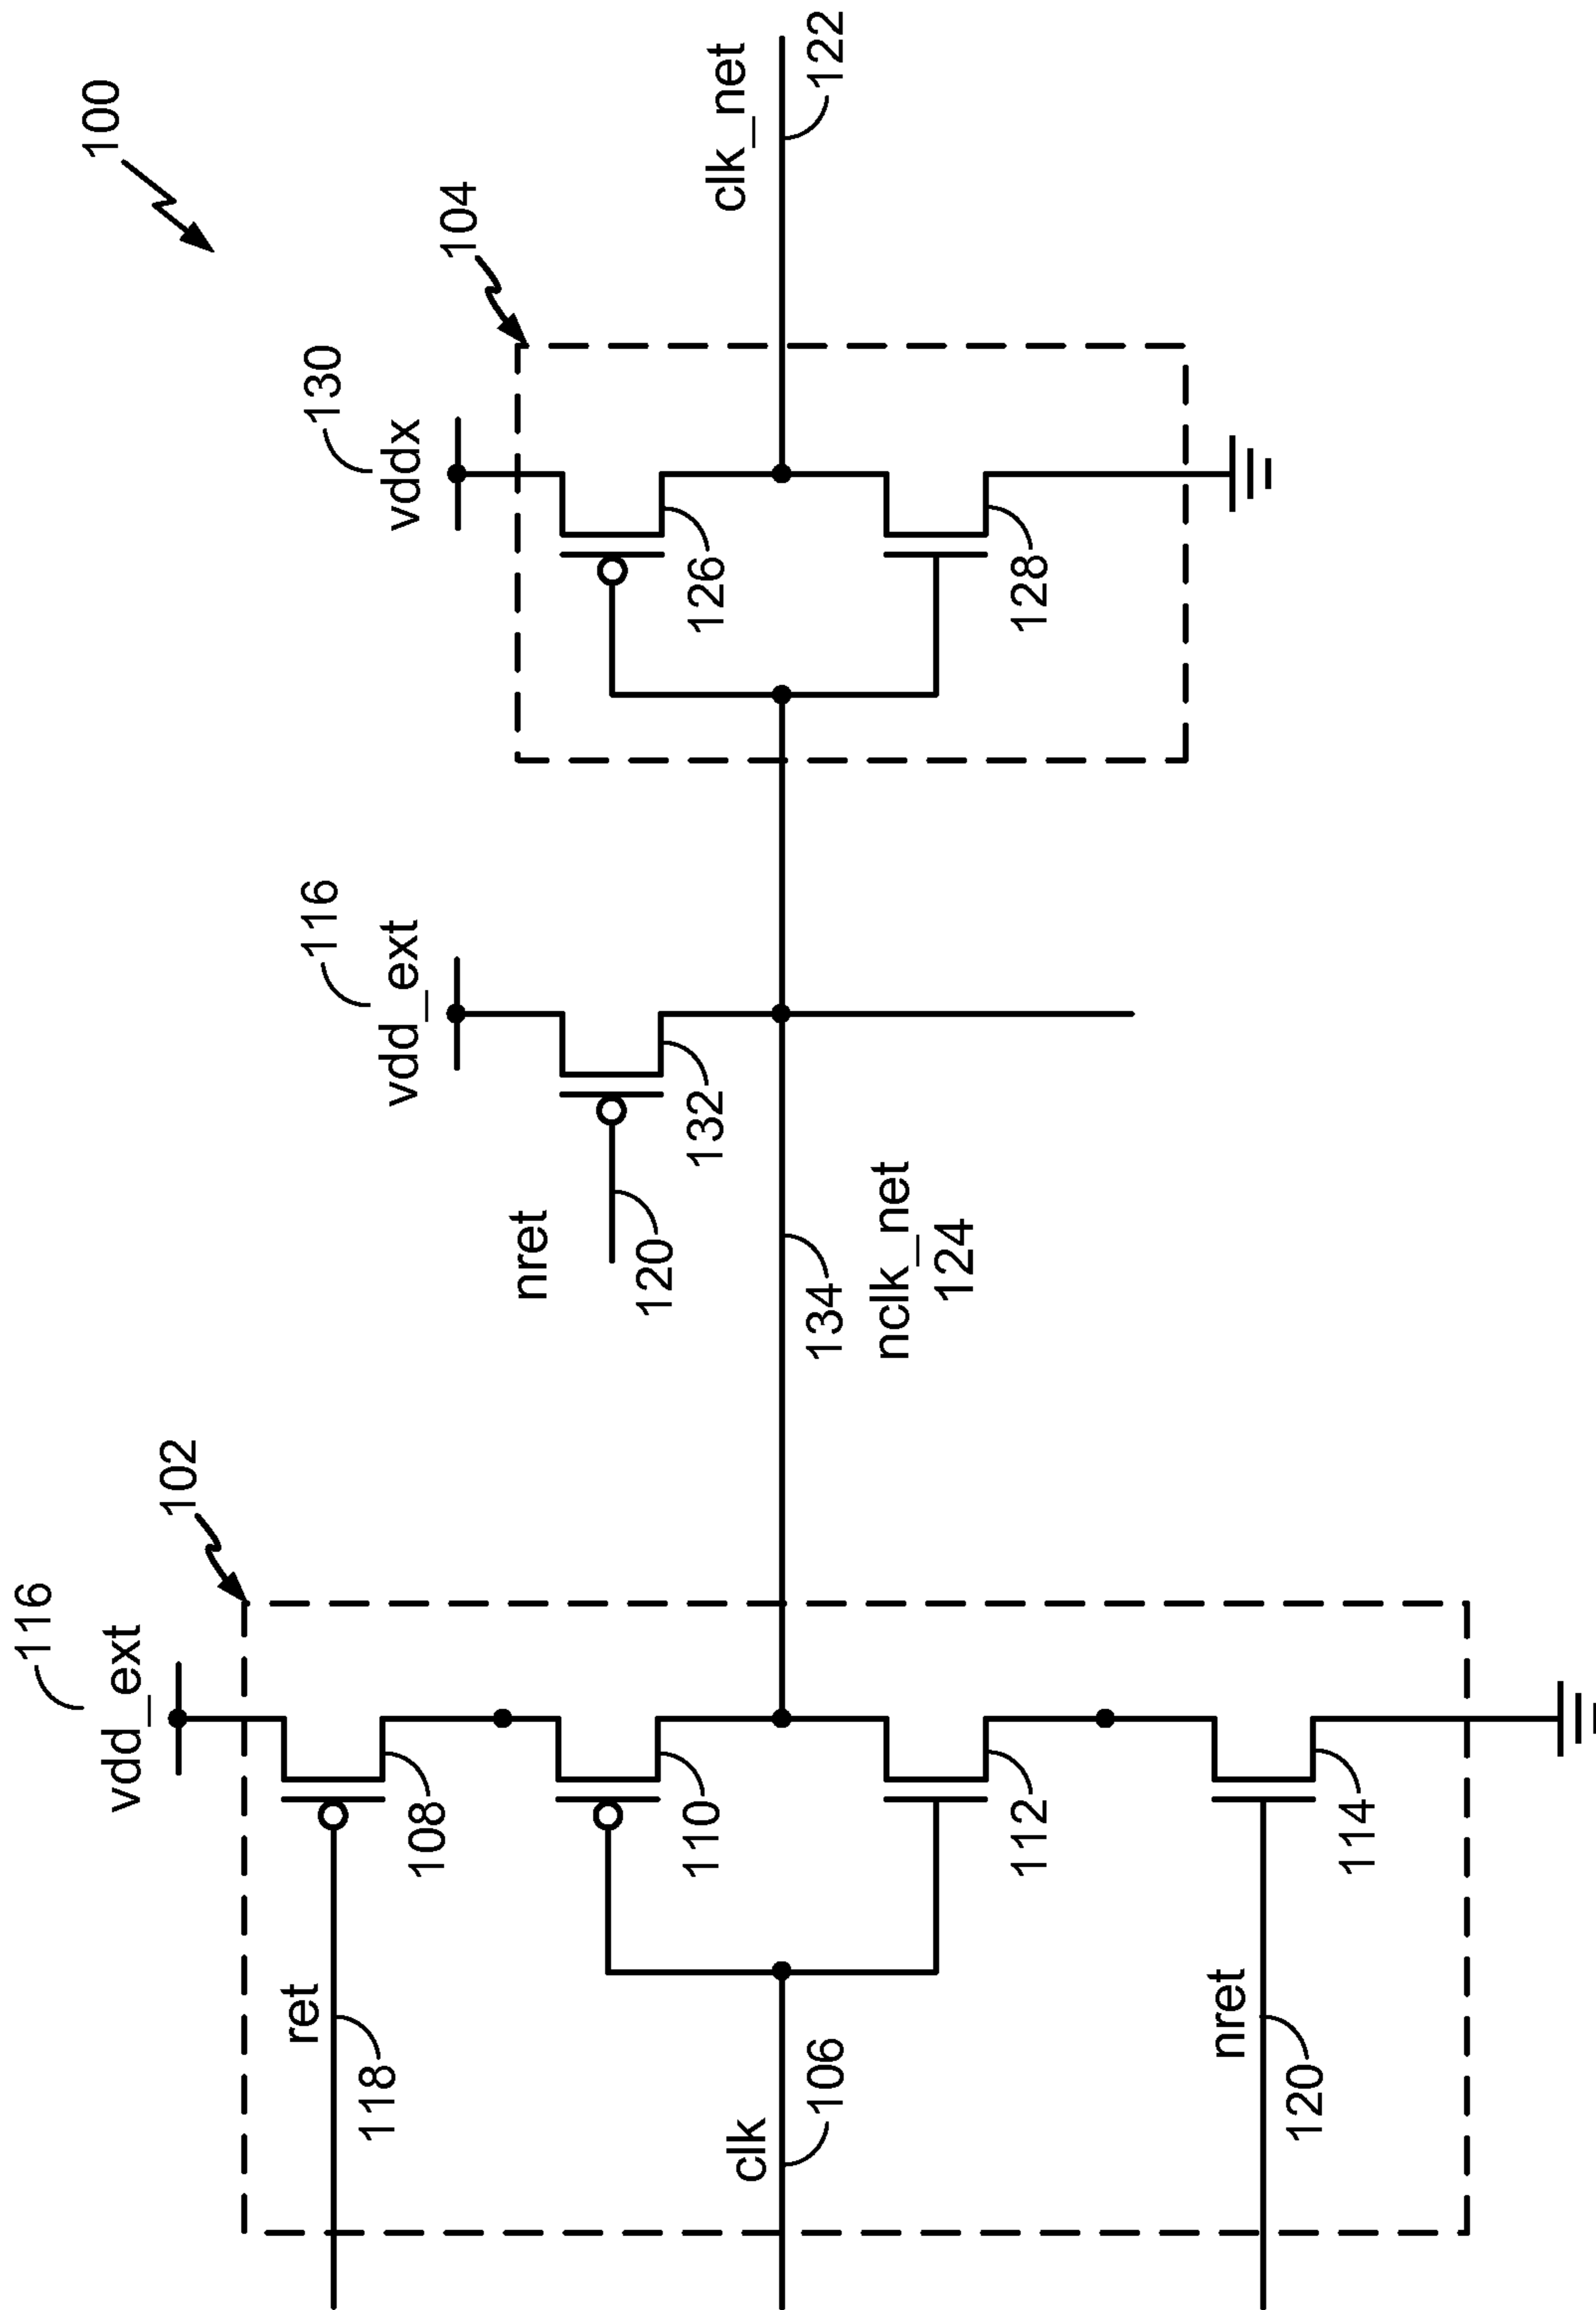 100
102
104
116
vdd_ext
116
vdd_ext
130
vddx
ret
118
108
nret
120
132
126
clk
106
110
134
nclk_net
124
clk_net
122
112
128
nret
120
114